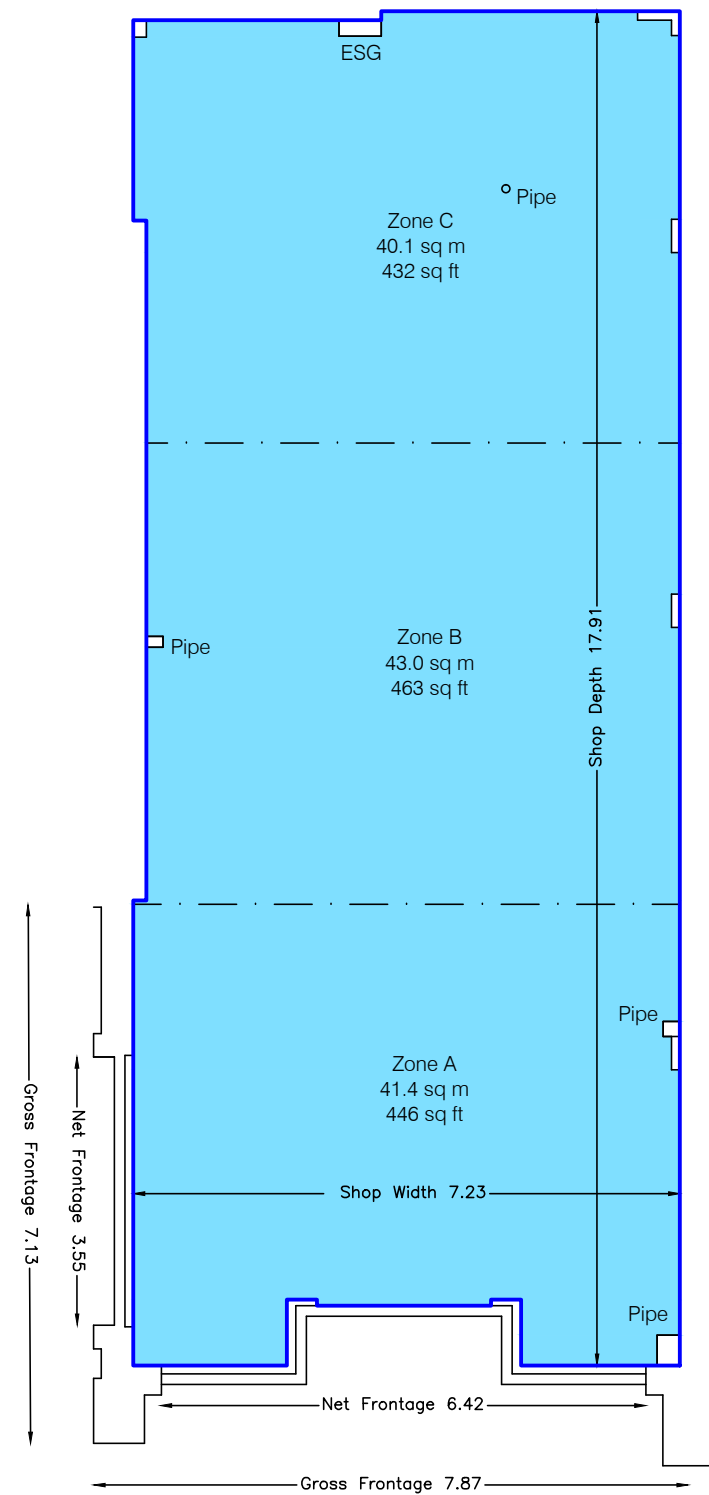 ESG
Pipe
Zone C
40.1 sq m
432 sq ft
Shop Depth 17.91
Zone B
43.0 sq m
463 sq ft
Pipe
Pipe
Zone A
41.4 sq m
446 sq ft
Gross Frontage 7.13
Net Frontage 3.55
Shop Width 7.23
Pipe
Net Frontage 6.42
Gross Frontage 7.87